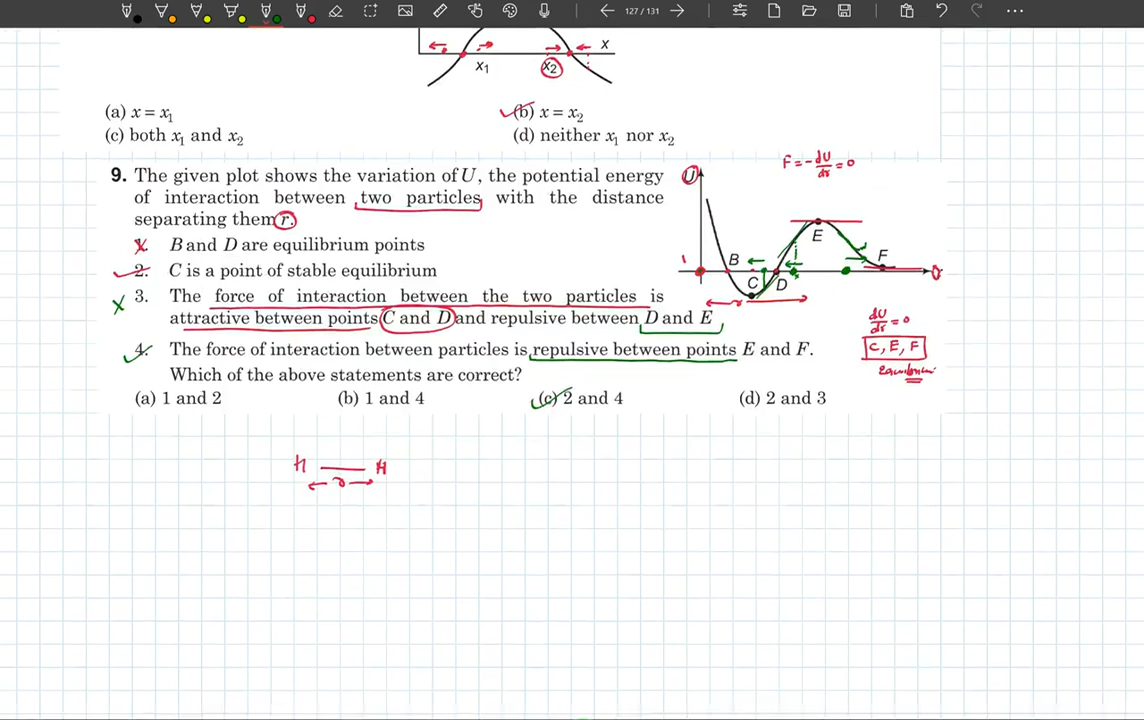 127 / 131
x
x₁
x₂
(a) x = x₁
(b) x = x₂
(c) both x₁ and x₂
(d) neither x₁ nor x₂
F = -dU/dr = 0
9. The given plot shows the variation of U, the potential energy
of interaction between two particles with the distance
separating them r.
1. B and D are equilibrium points
2. C is a point of stable equilibrium
3. The force of interaction between the two particles is
attractive between points C and D and repulsive between D and E
4. The force of interaction between particles is repulsive between points E and F.
Which of the above statements are correct?
(a) 1 and 2
(b) 1 and 4
(c) 2 and 4
(d) 2 and 3
U
E
B
F
C
D
dU/dr = 0
C, E, F
H H
r